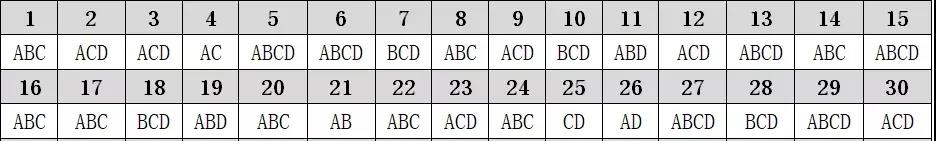 1 2 3 4 5 6 7 8 9 10 11 12 13 14 15
ABC ACD ACD AC ABCD ABCD BCD ABC ACD BCD ABD ACD ABCD ABC ABCD
16 17 18 19 20 21 22 23 24 25 26 27 28 29 30
ABC ABC BCD ABD ABC AB ABC ACD ABC CD AD ABCD BCD ABCD ACD